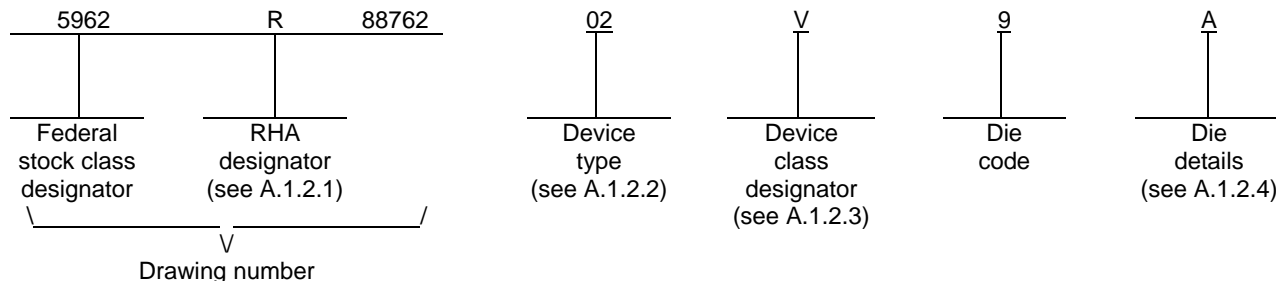 5962 R 88762 02 V 9 A
Federal stock class designator
RHA designator (see A.1.2.1)
Device type (see A.1.2.2)
Device class designator (see A.1.2.3)
Die code
Die details (see A.1.2.4)
\ /
\/
Drawing number